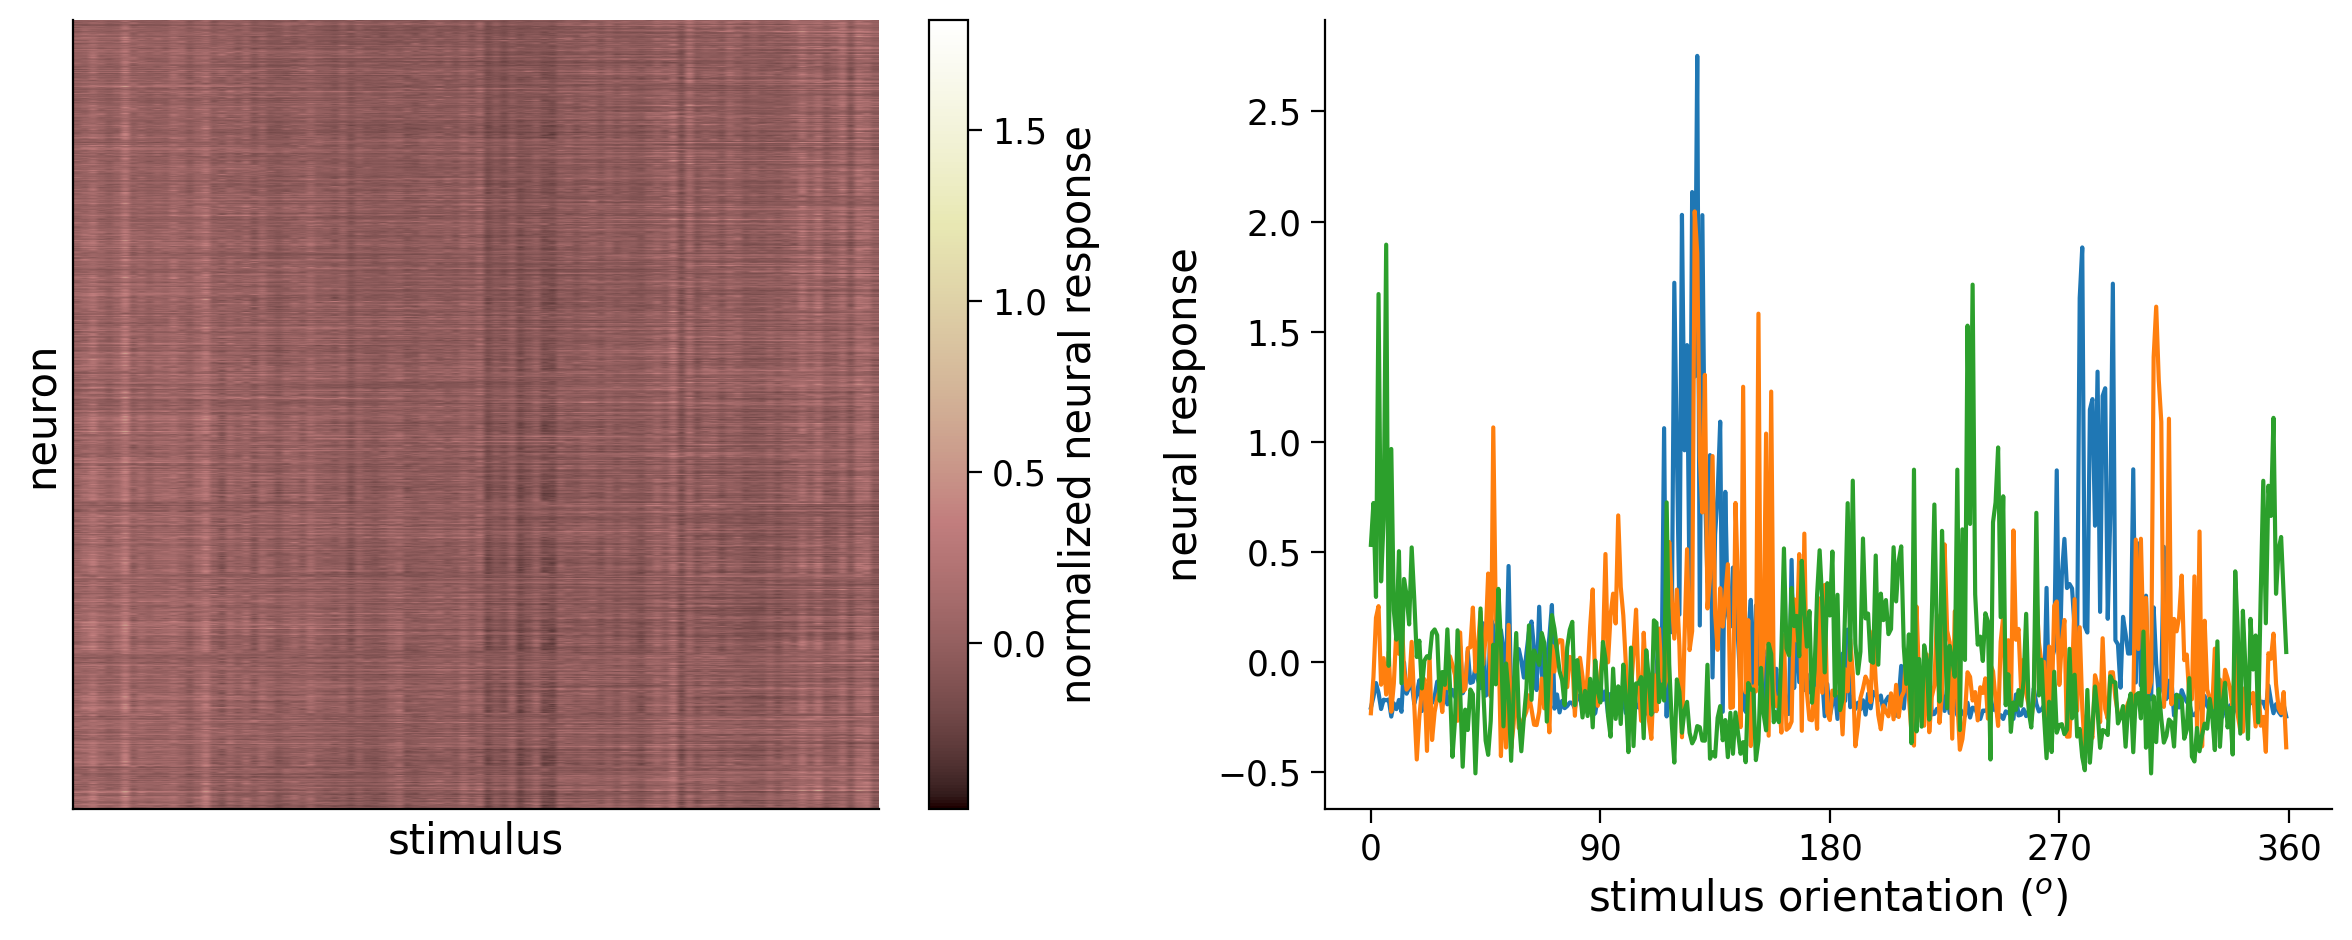 neuron
stimulus
1.5
1.0
0.5
0.0
normalized neural response
neural response
2.5
2.0
1.5
1.0
0.5
0.0
−0.5
0 90 180 270 360
stimulus orientation (o)